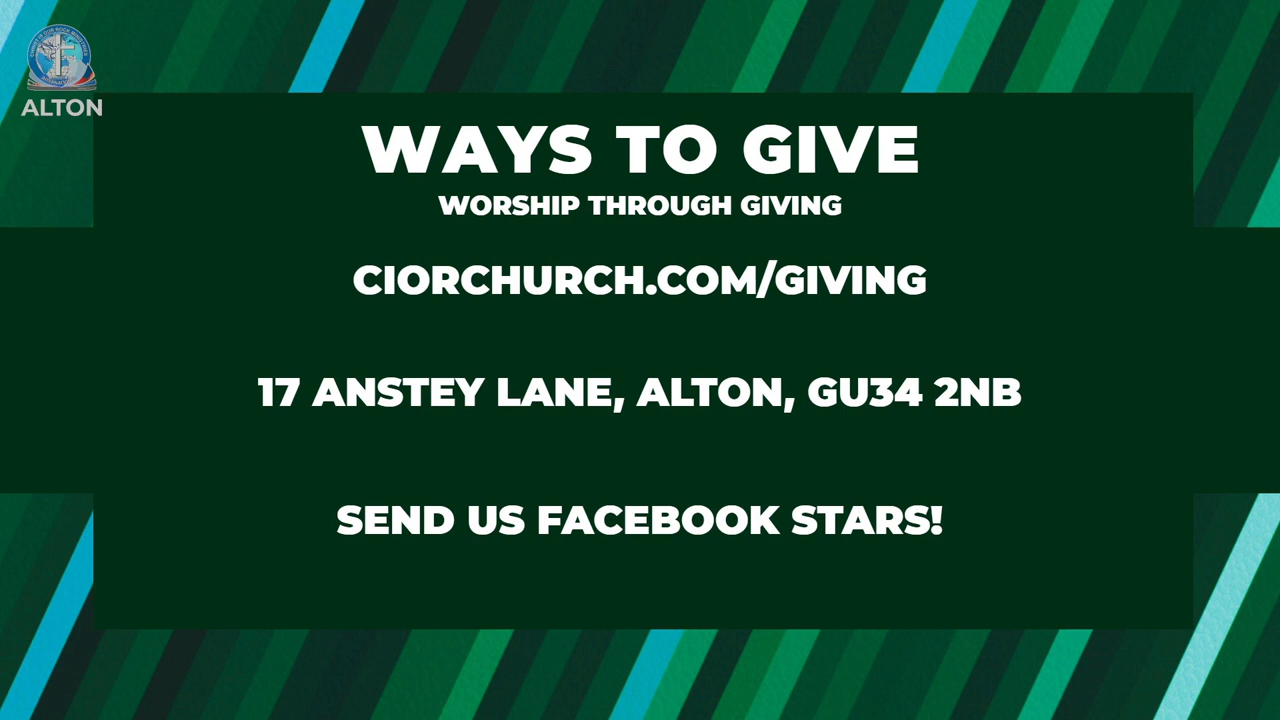 ALTON
WAYS TO GIVE
WORSHIP THROUGH GIVING
CIORCHURCH.COM/GIVING
17 ANSTEY LANE, ALTON, GU34 2NB
SEND US FACEBOOK STARS!